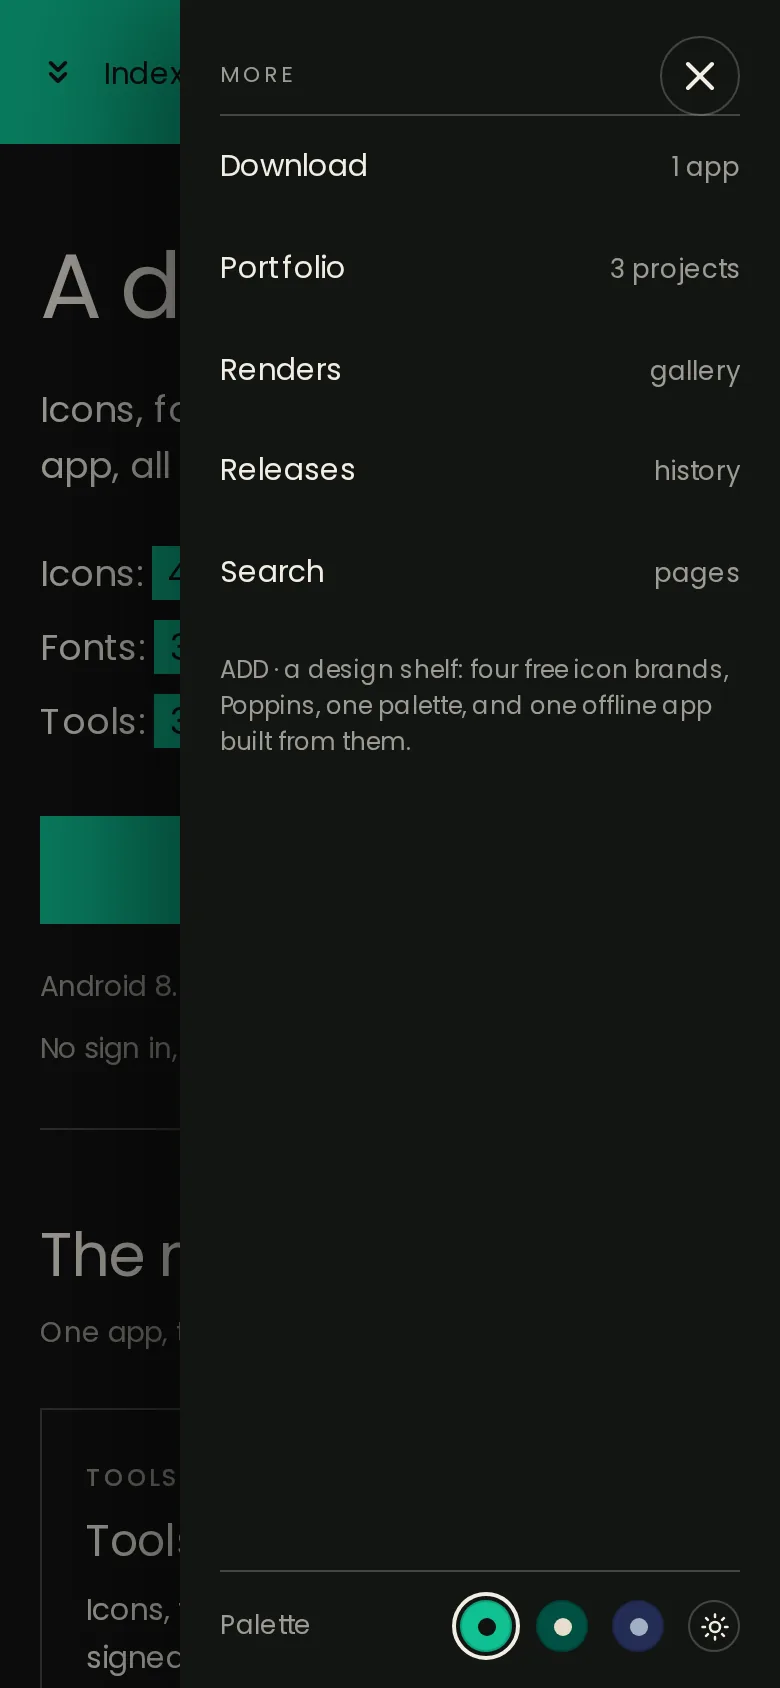 Index
MORE
Download 1 app
Portfolio 3 projects
Renders gallery
Releases history
Search pages
ADD · a design shelf: four free icon brands,
Poppins, one palette, and one offline app
built from them.
Palette
A
Icons,
app, all
Icons:
Fonts:
Tools:
Android 8.
No sign in,
The
One app,
TOOLS
Tools
Icons,
signed